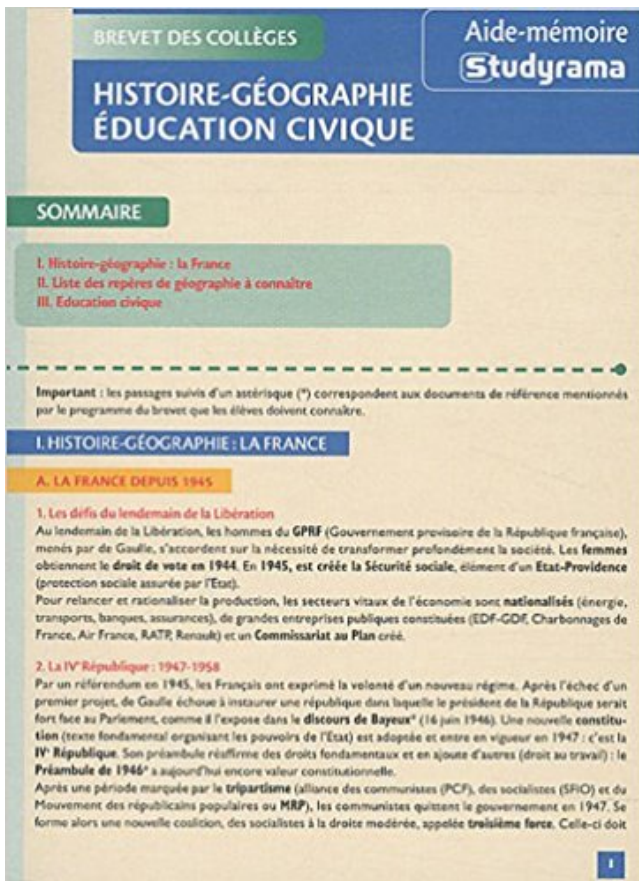 BREVET DES COLLÈGES
Aide-mémoire
Studyrama
HISTOIRE-GÉOGRAPHIE
ÉDUCATION CIVIQUE
SOMMAIRE
I. Histoire-géographie : la France
II. Liste des repères de géographie à connaître
III. Education civique
Important : les passages suivis d'un astérisque (*) correspondent aux documents de référence mentionnés
par le programme du brevet que les élèves doivent connaître.
I. HISTOIRE-GÉOGRAPHIE : LA FRANCE
A. LA FRANCE DEPUIS 1945
1. Les défis du lendemain de la Libération
Au lendemain de la Libération, les hommes du GPRF (Gouvernement provisoire de la République française),
menés par de Gaulle, s'accordent sur la nécessité de transformer profondément la société. Les femmes
obtiennent le droit de vote en 1944. En 1945, est créée la Sécurité sociale, élément d'un Etat-Providence
(protection sociale assurée par l'Etat).
Pour relancer et rationaliser la production, les secteurs vitaux de l'économie sont nationalisés (énergie,
transports, banques, assurances), de grandes entreprises publiques constituées (EDF-GDF, Charbonnages de
France, Air France, RATP, Renault) et un Commissariat au Plan créé.
2. La IVe République : 1947-1958
Par un référendum en 1945, les Français ont exprimé la volonté d'un nouveau régime. Après l'échec d'un
premier projet, de Gaulle échoue à instaurer une république dans laquelle le président de la République serait
fort face au Parlement, comme il l'expose dans le discours de Bayeux* (16 juin 1946). Une nouvelle constitu-
tion (texte fondamental organisant les pouvoirs de l'Etat) est adoptée et entre en vigueur en 1947 : c'est la
IVe République. Son préambule réaffirme des droits fondamentaux et en ajoute d'autres (droit au travail) : le
Préambule de 1946* a aujourd'hui encore valeur constitutionnelle.
Après une période marquée par le tripartisme (alliance des communistes (PCF), des socialistes (SFIO) et du
Mouvement des républicains populaires ou MRP), les communistes quittent le gouvernement en 1947. Se
forme alors une nouvelle coalition, des socialistes à la droite modérée, appelée troisième force. Celle-ci doit
1